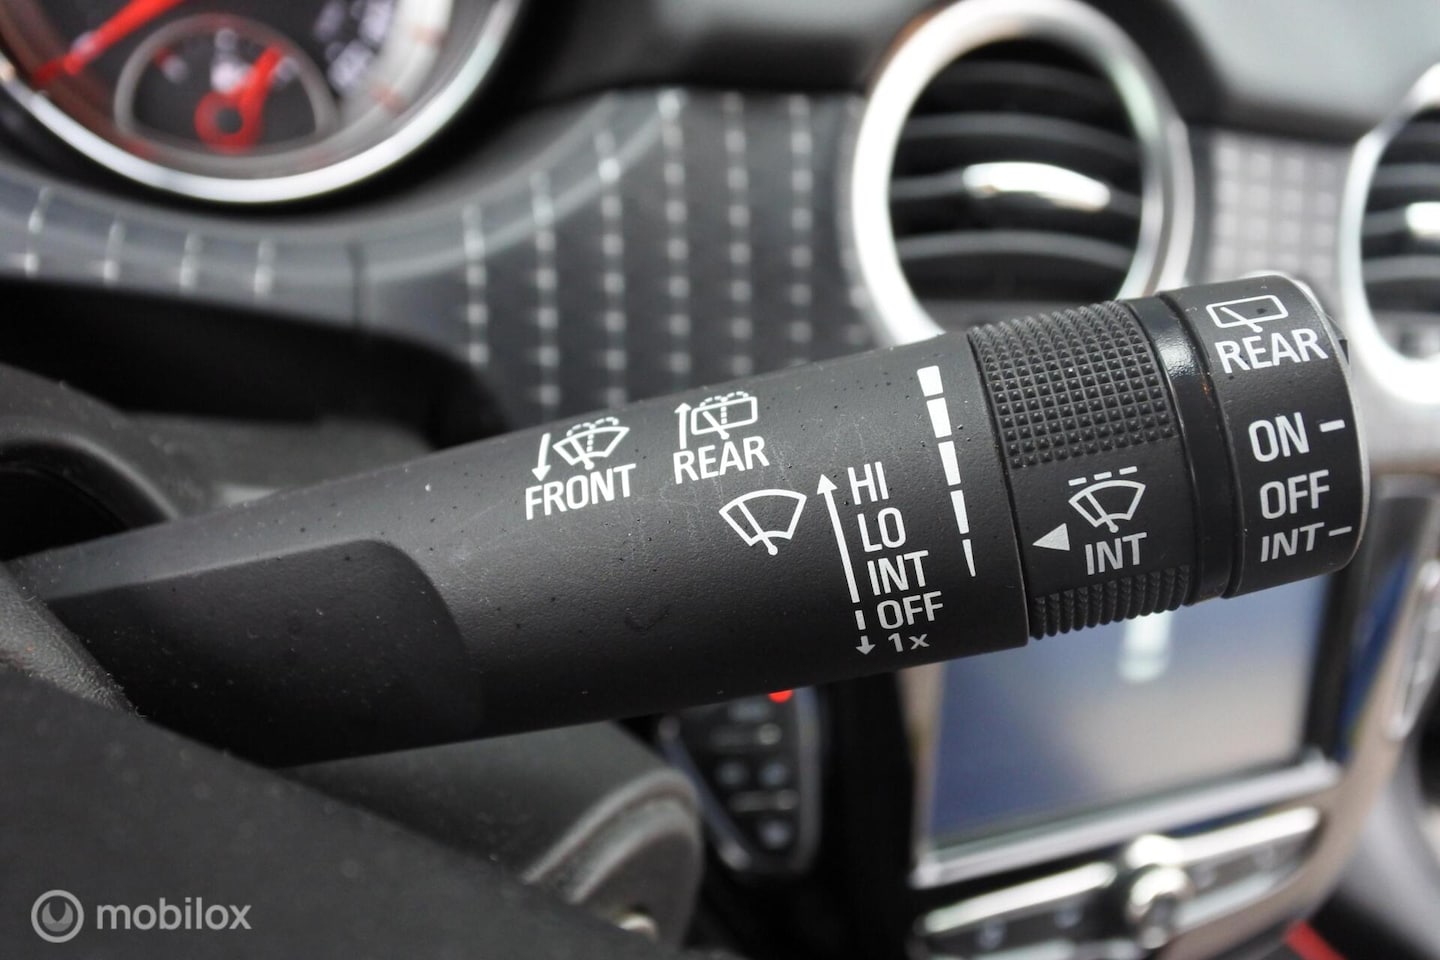 FRONT
REAR
HI
LO
INT
OFF
1x
INT
REAR
ON
OFF
INT
mobilox